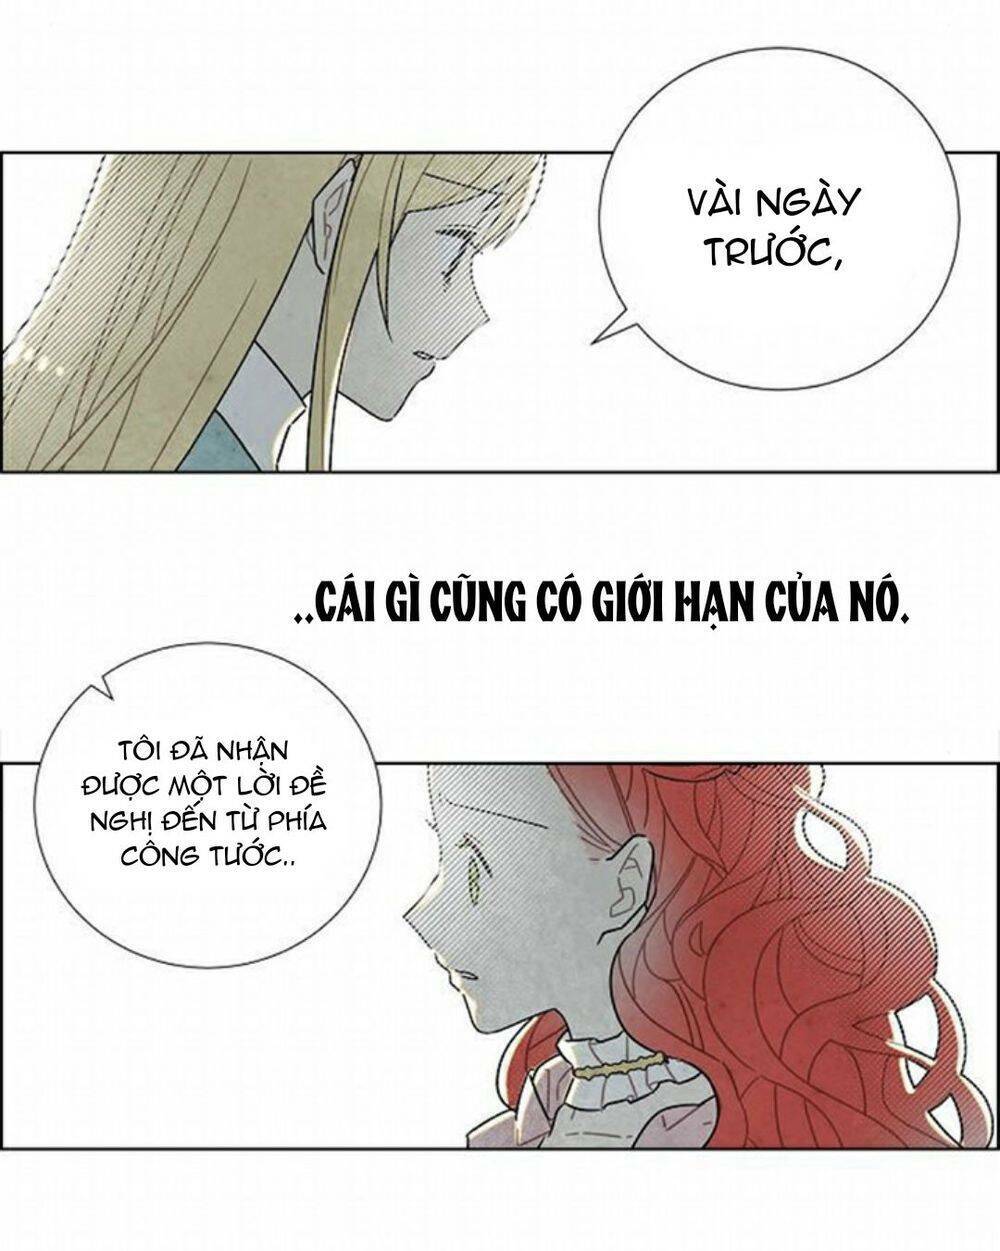 VÀI NGÀY
TRƯỚC,
..CÁI GÌ CŨNG CÓ GIỚI HẠN CỦA NÓ.
TÔI ĐÃ NHẬN
ĐƯỢC MỘT LỜI ĐỀ
NGHỊ ĐẾN TỪ PHÍA
CÔNG TƯỚC..